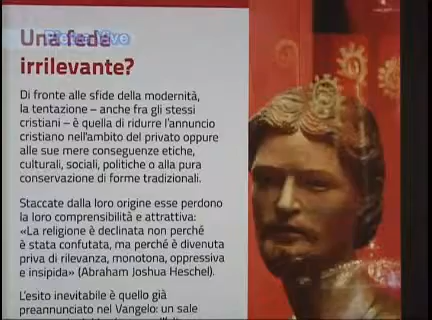 Una fede
irrilevante?
Di fronte alle sfide della modernità,
la tentazione – anche fra gli stessi
cristiani – è quella di ridurre l'annuncio
cristiano nell'ambito del privato oppure
alle sue mere conseguenze etiche,
culturali, sociali, politiche o alla pura
conservazione di forme tradizionali.
Staccate dalla loro origine esse perdono
la loro comprensibilità e attrattiva:
«La religione è declinata non perché
è stata confutata, ma perché è divenuta
priva di rilevanza, monotona, oppressiva
e insipida» (Abraham Joshua Heschel).
L'esito inevitabile è quello già
preannunciato nel Vangelo: un sale